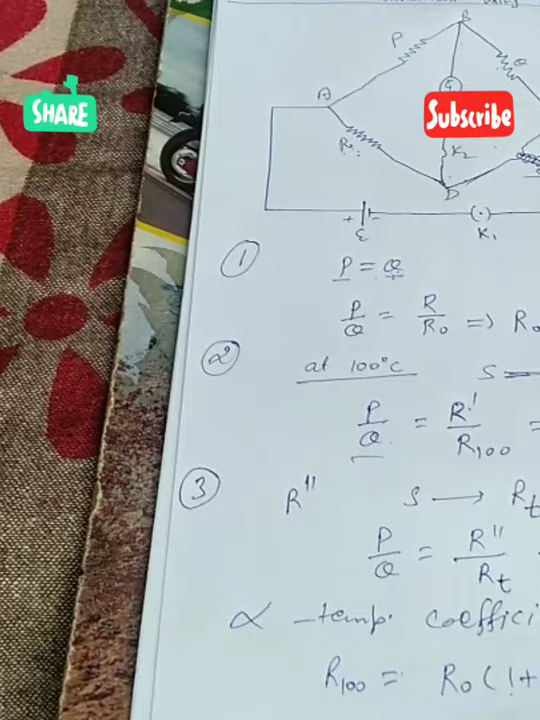 B
P
Q
A
G
SHARE
Subscribe
R
K2
D
+ -
ε
K1
① P = Q
P/Q = R/R0 => R0
② at 100°C S
P/Q = R'/R100 =
③ R" S → Rt
P/Q = R"/Rt
α - temp. coeffici
R100 = R0 (1+